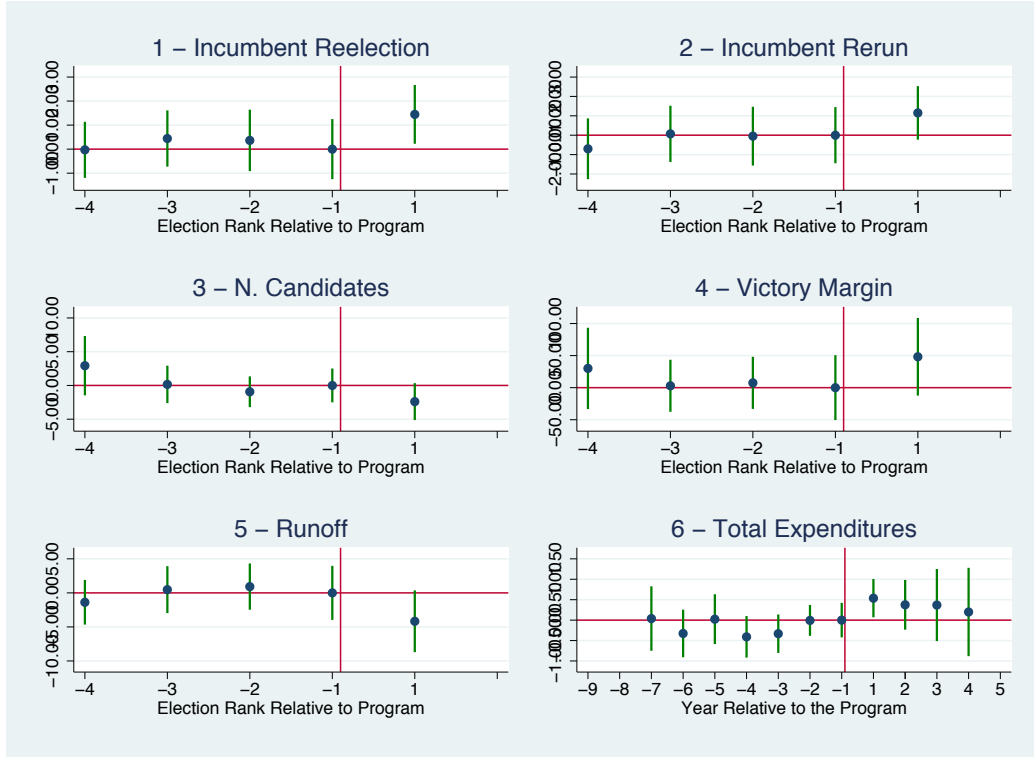 1 – Incumbent Reelection
−4 −3 −2 −1 1
Election Rank Relative to Program
2 – Incumbent Rerun
−4 −3 −2 −1 1
Election Rank Relative to Program
3 – N. Candidates
−5.00
−4 −3 −2 −1 1
Election Rank Relative to Program
4 – Victory Margin
−4 −3 −2 −1 1
Election Rank Relative to Program
5 – Runoff
−4 −3 −2 −1 1
Election Rank Relative to Program
6 – Total Expenditures
−9 −8 −7 −6 −5 −4 −3 −2 −1 1 2 3 4 5
Year Relative to the Program